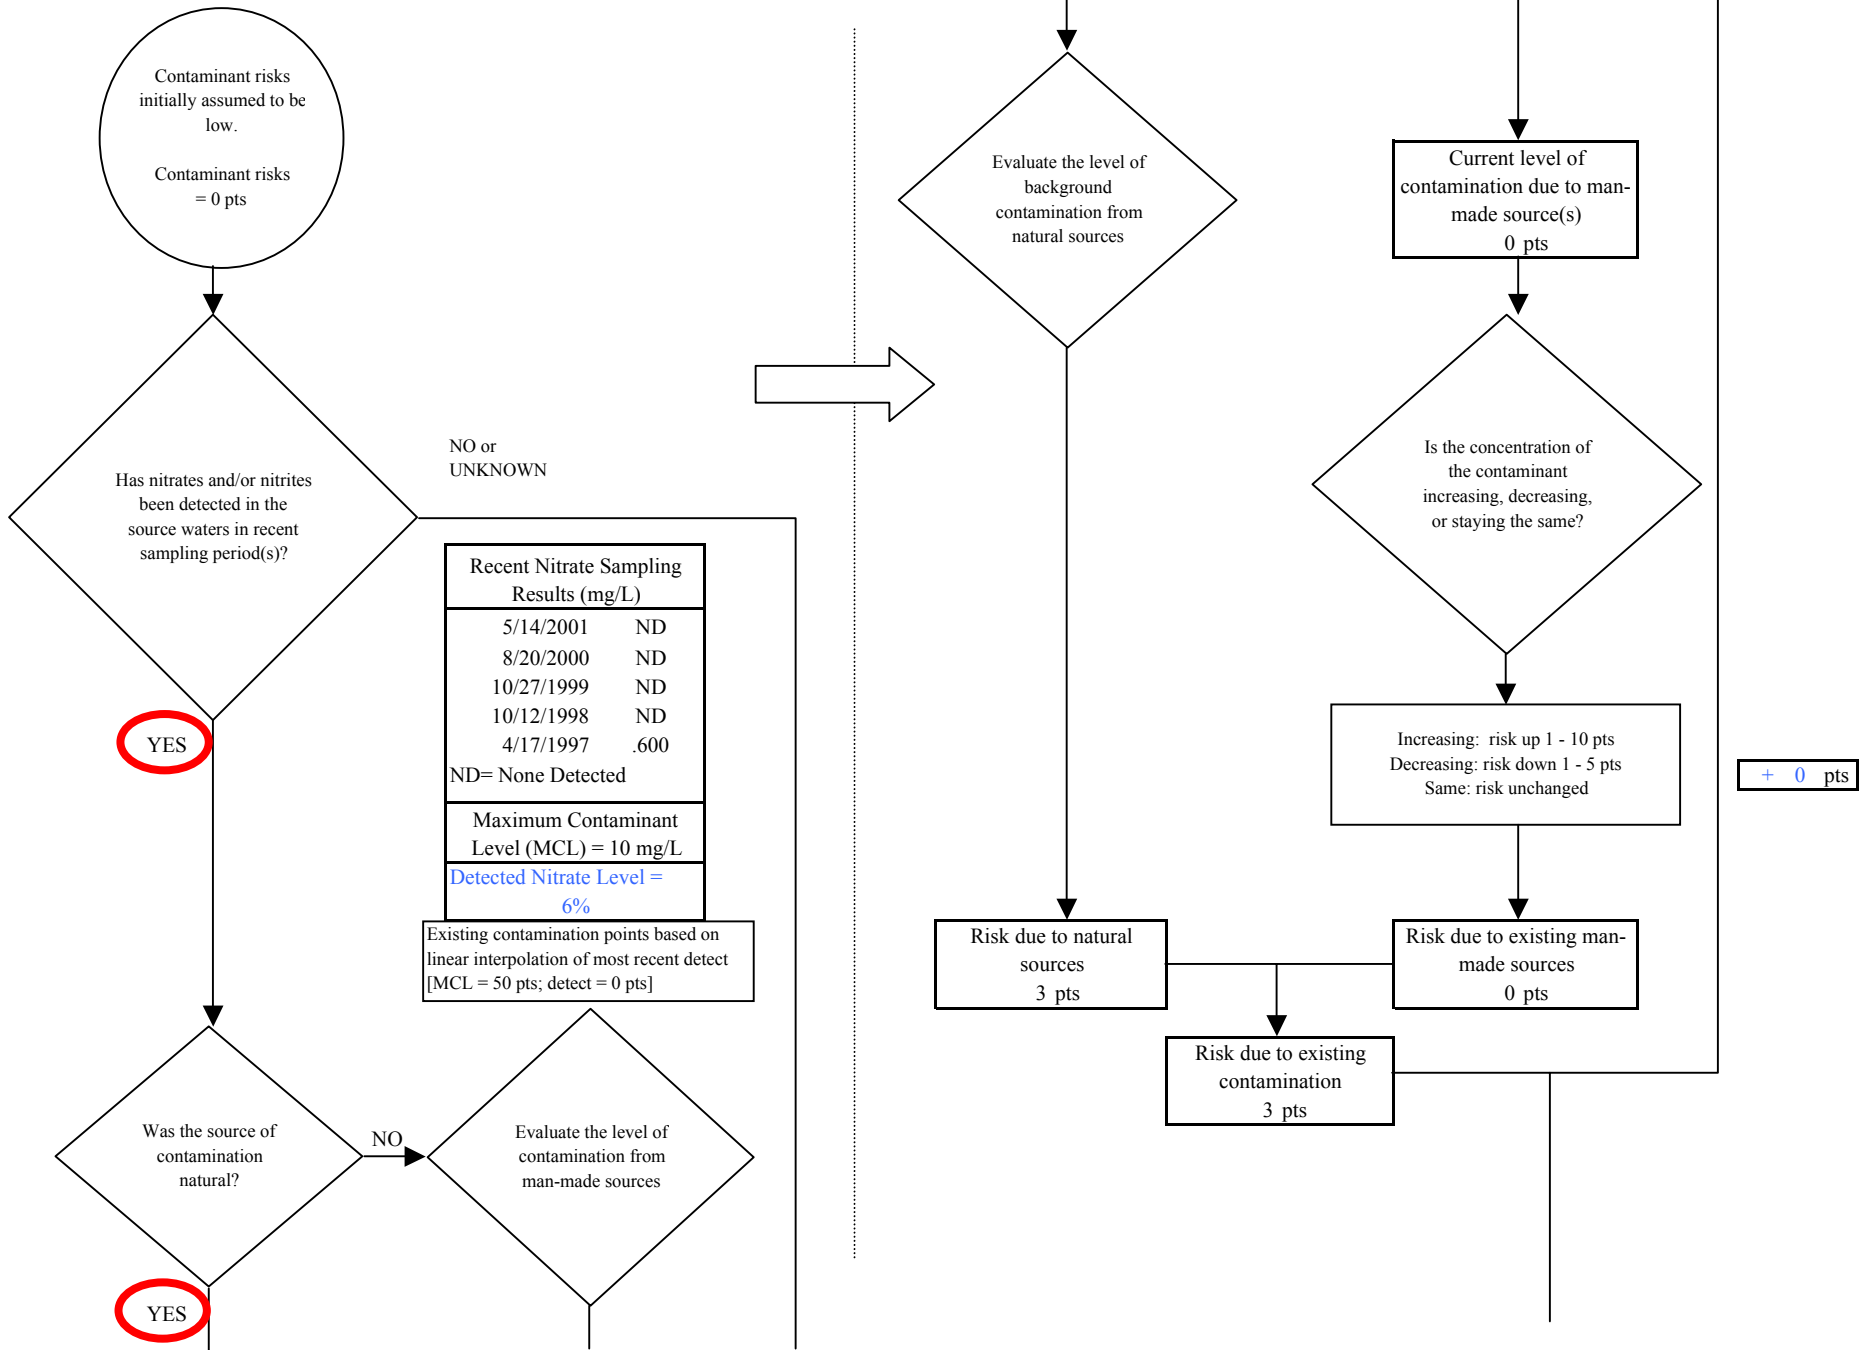 Contaminant risks
initially assumed to be
low.
Contaminant risks
= 0 pts
Has nitrates and/or nitrites
been detected in the
source waters in recent
sampling period(s)?
NO or
UNKNOWN
YES
Recent Nitrate Sampling
Results (mg/L)
5/14/2001 ND
8/20/2000 ND
10/27/1999 ND
10/12/1998 ND
4/17/1997 .600
ND= None Detected
Maximum Contaminant
Level (MCL) = 10 mg/L
Detected Nitrate Level =
6%
Existing contamination points based on
linear interpolation of most recent detect
[MCL = 50 pts; detect = 0 pts]
Was the source of
contamination
natural?
NO
Evaluate the level of
contamination from
man-made sources
YES
Evaluate the level of
background
contamination from
natural sources
Current level of
contamination due to man-
made source(s)
0 pts
Is the concentration of
the contaminant
increasing, decreasing,
or staying the same?
Increasing: risk up 1 - 10 pts
Decreasing: risk down 1 - 5 pts
Same: risk unchanged
+ 0 pts
Risk due to natural
sources
3 pts
Risk due to existing man-
made sources
0 pts
Risk due to existing
contamination
3 pts